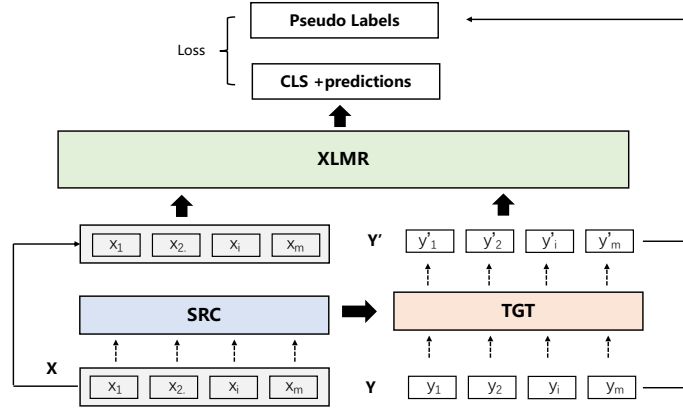 Pseudo Labels
Loss
CLS +predictions
XLMR
x1 x2. xi xm
Y’ y’1 y’2 y’i y’m
SRC
TGT
X
x1 x2. xi xm
Y y1 y2 yi ym